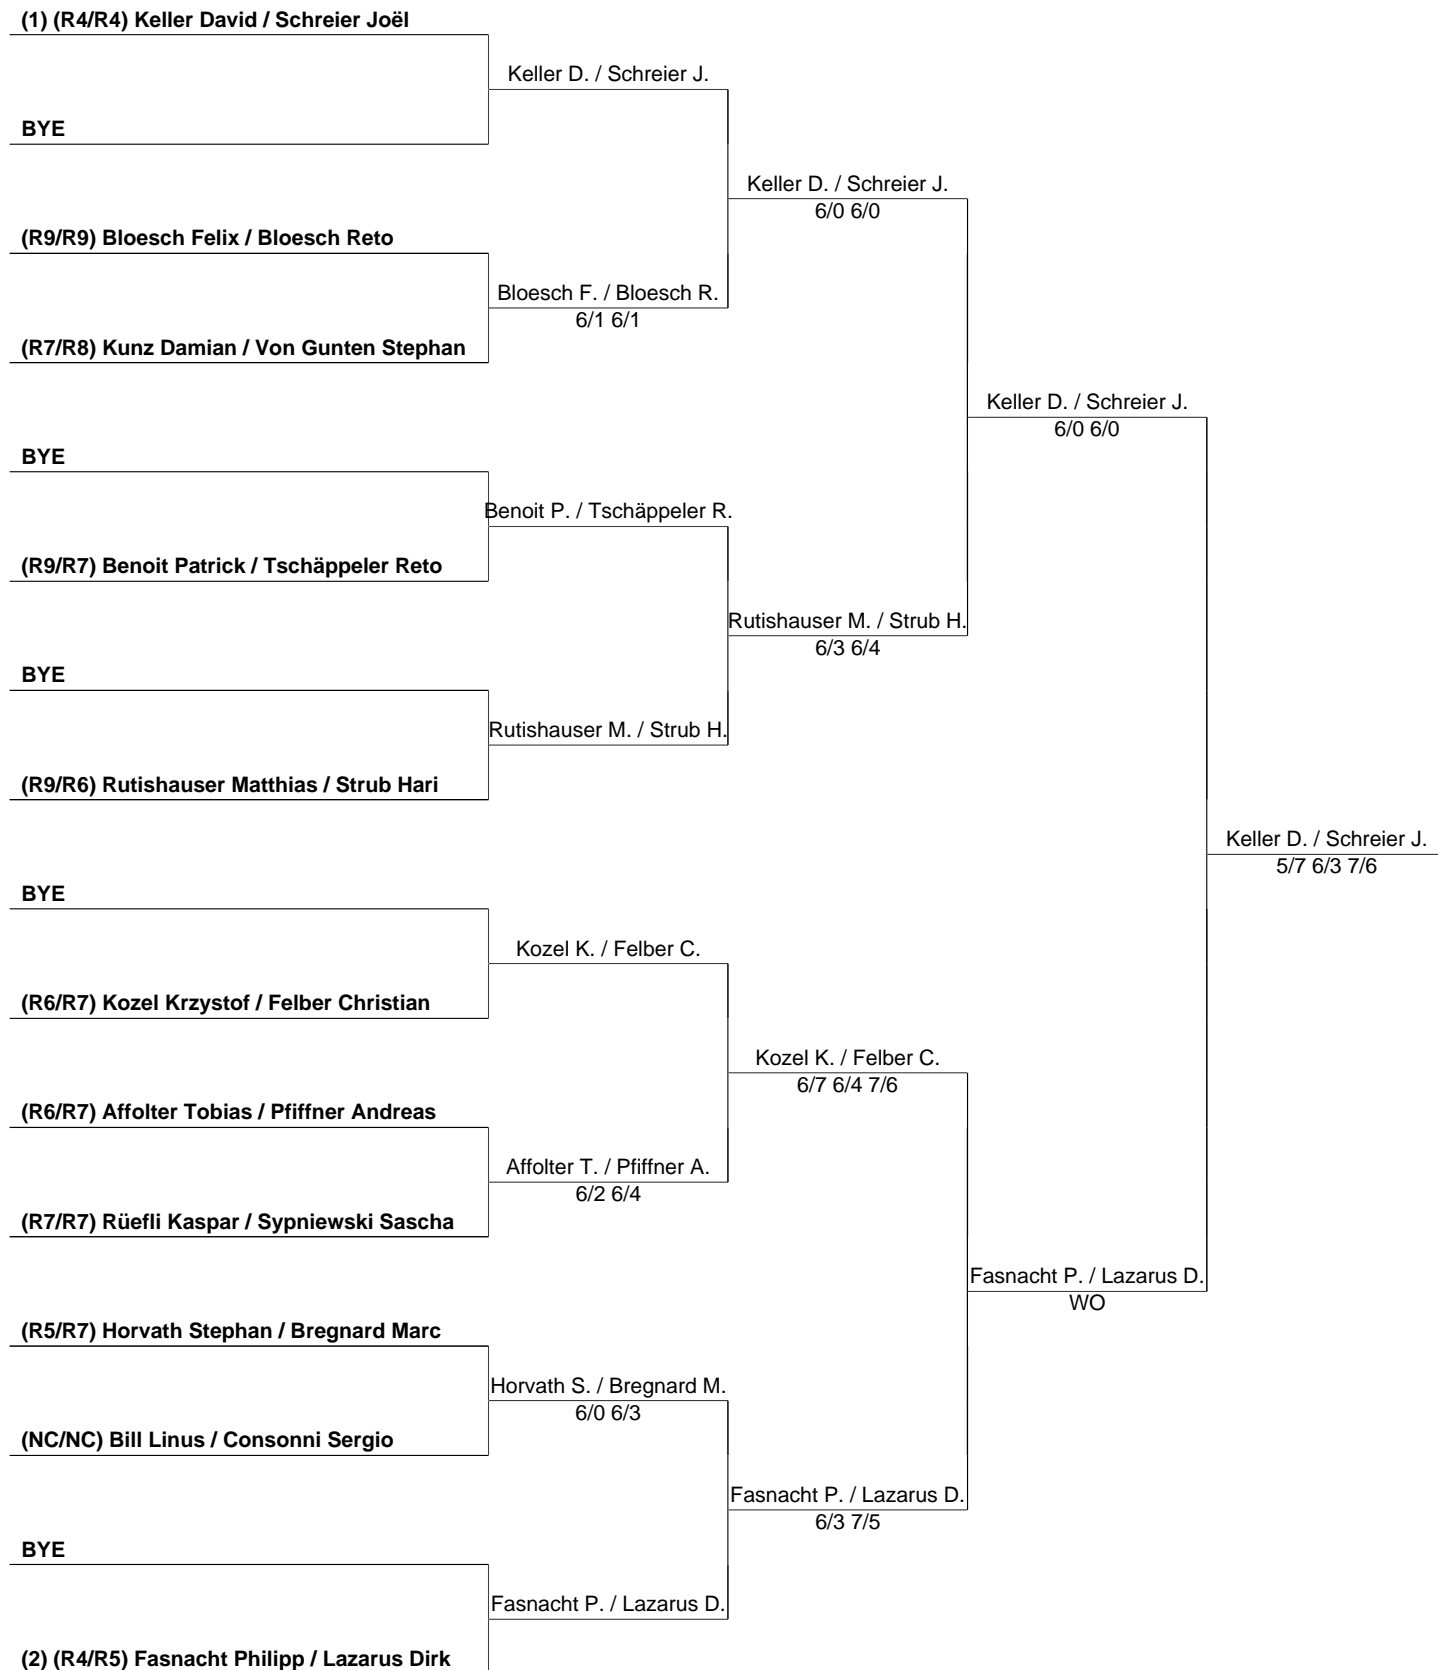 (1) (R4/R4) Keller David / Schreier Joël
Keller D. / Schreier J.
BYE
Keller D. / Schreier J.
6/0 6/0
(R9/R9) Bloesch Felix / Bloesch Reto
Bloesch F. / Bloesch R.
6/1 6/1
(R7/R8) Kunz Damian / Von Gunten Stephan
Keller D. / Schreier J.
6/0 6/0
BYE
Benoit P. / Tschäppeler R.
(R9/R7) Benoit Patrick / Tschäppeler Reto
Rutishauser M. / Strub H.
6/3 6/4
BYE
Rutishauser M. / Strub H.
(R9/R6) Rutishauser Matthias / Strub Hari
Keller D. / Schreier J.
5/7 6/3 7/6
BYE
Kozel K. / Felber C.
(R6/R7) Kozel Krzystof / Felber Christian
Kozel K. / Felber C.
6/7 6/4 7/6
(R6/R7) Affolter Tobias / Pfiffner Andreas
Affolter T. / Pfiffner A.
6/2 6/4
(R7/R7) Rüefli Kaspar / Sypniewski Sascha
Fasnacht P. / Lazarus D.
WO
(R5/R7) Horvath Stephan / Bregnard Marc
Horvath S. / Bregnard M.
6/0 6/3
(NC/NC) Bill Linus / Consonni Sergio
Fasnacht P. / Lazarus D.
6/3 7/5
BYE
Fasnacht P. / Lazarus D.
(2) (R4/R5) Fasnacht Philipp / Lazarus Dirk